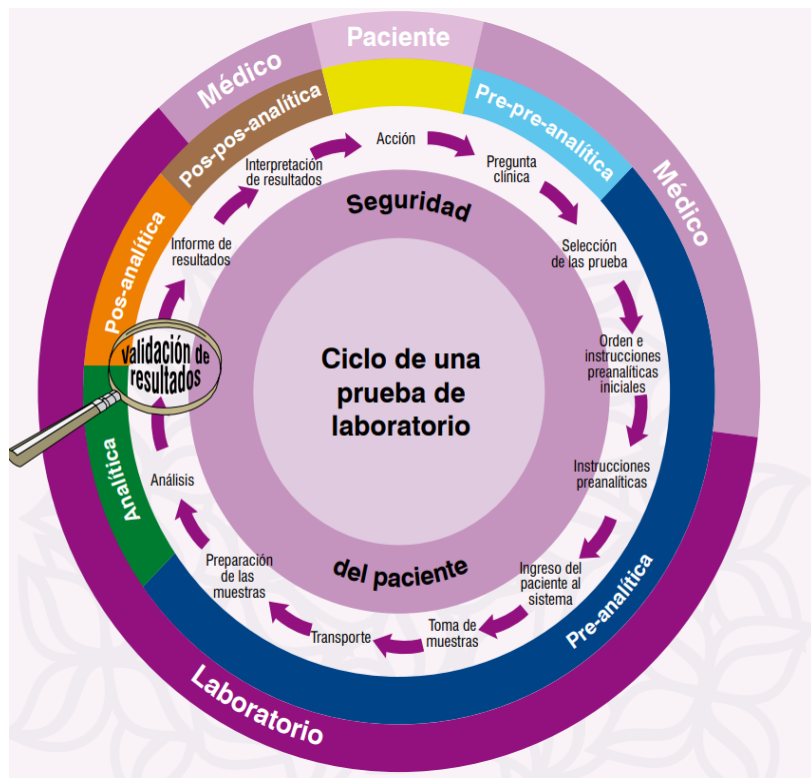 Paciente
Médico
Pos-pos-analítica
Pre-pre-analítica
Médico
Acción
Pregunta
clínica
Selección
de las prueba
Orden e
instrucciones
preanalíticas
iniciales
Instrucciones
preanalíticas
Ingreso del
paciente al
sistema
Toma de
muestras
Transporte
Preparación
de las
muestras
Análisis
Validación de
resultados
Informe de
resultados
Interpretación
de resultados
Pos-analítica
Analítica
Pre-analítica
Laboratorio
Seguridad
del paciente
Ciclo de una
prueba de
laboratorio